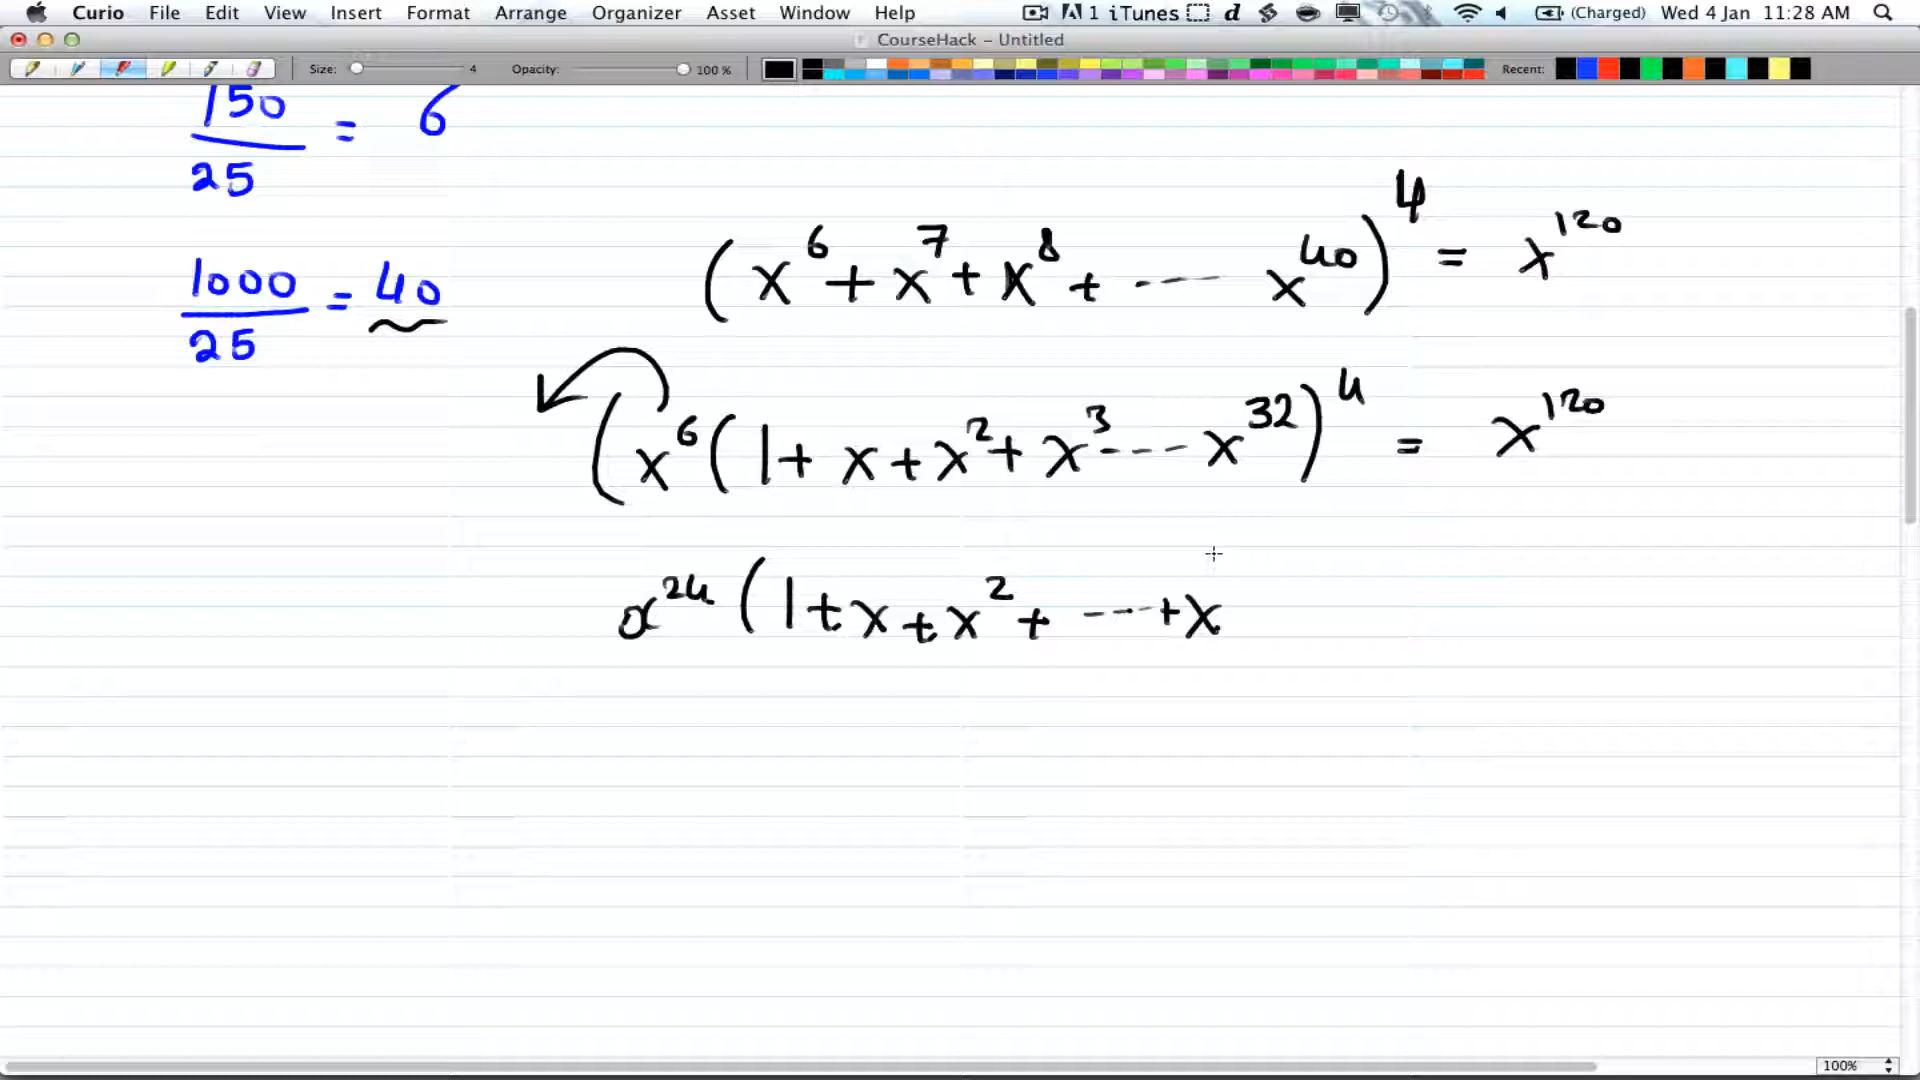 Curio File Edit View Insert Format Arrange Organizer Asset Window Help 1 iTunes d (Charged) Wed 4 Jan 11:28 AM
CourseHack – Untitled
Size: 4 Opacity: 100 % Recent:
150/25 = 6
1000/25 = 40
(x^6 + x^7 + x^8 + ---- x^40)^4 = x^120
(x^6 (1 + x + x^2 + x^3 ---- x^32)^4 = x^120
x^24 (1 + x + x^2 + ---- + x
100%